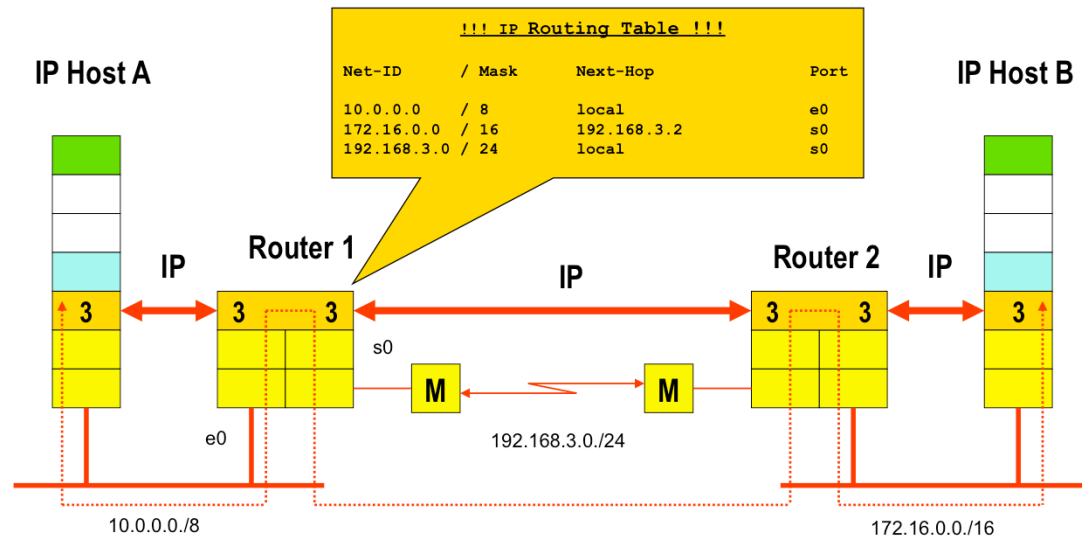 !!! IP Routing Table !!!
Net-ID / Mask Next-Hop Port
10.0.0.0 / 8 local e0
172.16.0.0 / 16 192.168.3.2 s0
192.168.3.0 / 24 local s0
IP Host A
IP Host B
Router 1
Router 2
IP
IP
IP
3
3 3
3 3
3
s0
M
M
e0
192.168.3.0./24
10.0.0.0./8
172.16.0.0./16